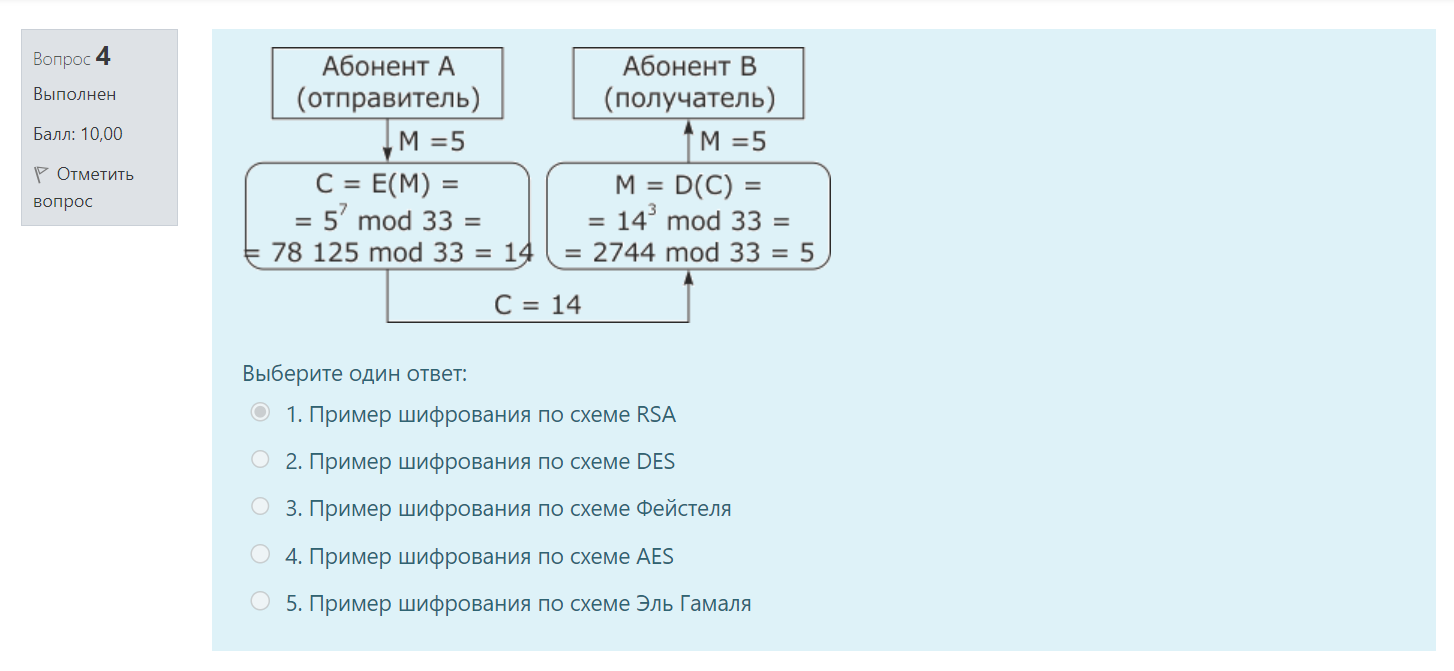 Вопрос 4
Выполнен
Балл: 10,00
Отметить
вопрос
Абонент А
(отправитель)
Абонент В
(получатель)
M =5
M =5
C = E(M) =
= 5⁷ mod 33 =
= 78 125 mod 33 = 14
M = D(C) =
= 14³ mod 33 =
= 2744 mod 33 = 5
C = 14
Выберите один ответ:
1. Пример шифрования по схеме RSA
2. Пример шифрования по схеме DES
3. Пример шифрования по схеме Фейстеля
4. Пример шифрования по схеме AES
5. Пример шифрования по схеме Эль Гамаля